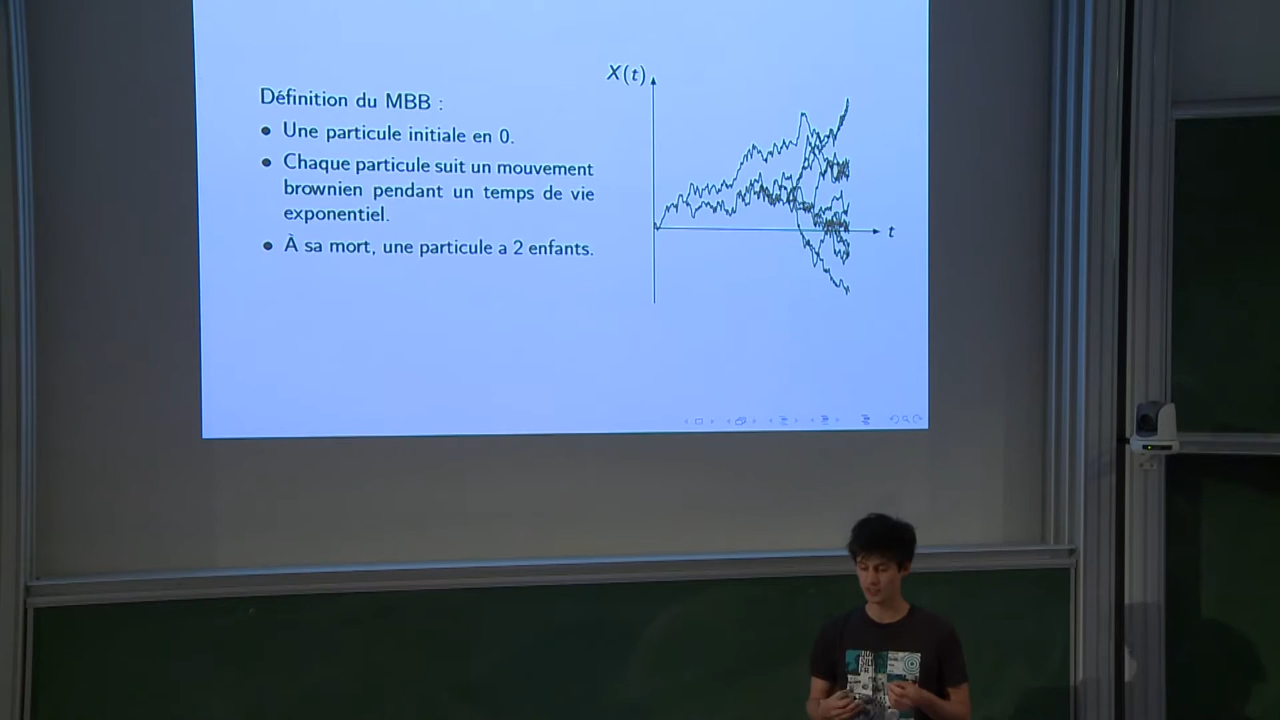 Définition du MBB :
• Une particule initiale en 0.
• Chaque particule suit un mouvement
brownien pendant un temps de vie
exponentiel.
• À sa mort, une particule a 2 enfants.
X(t)
t